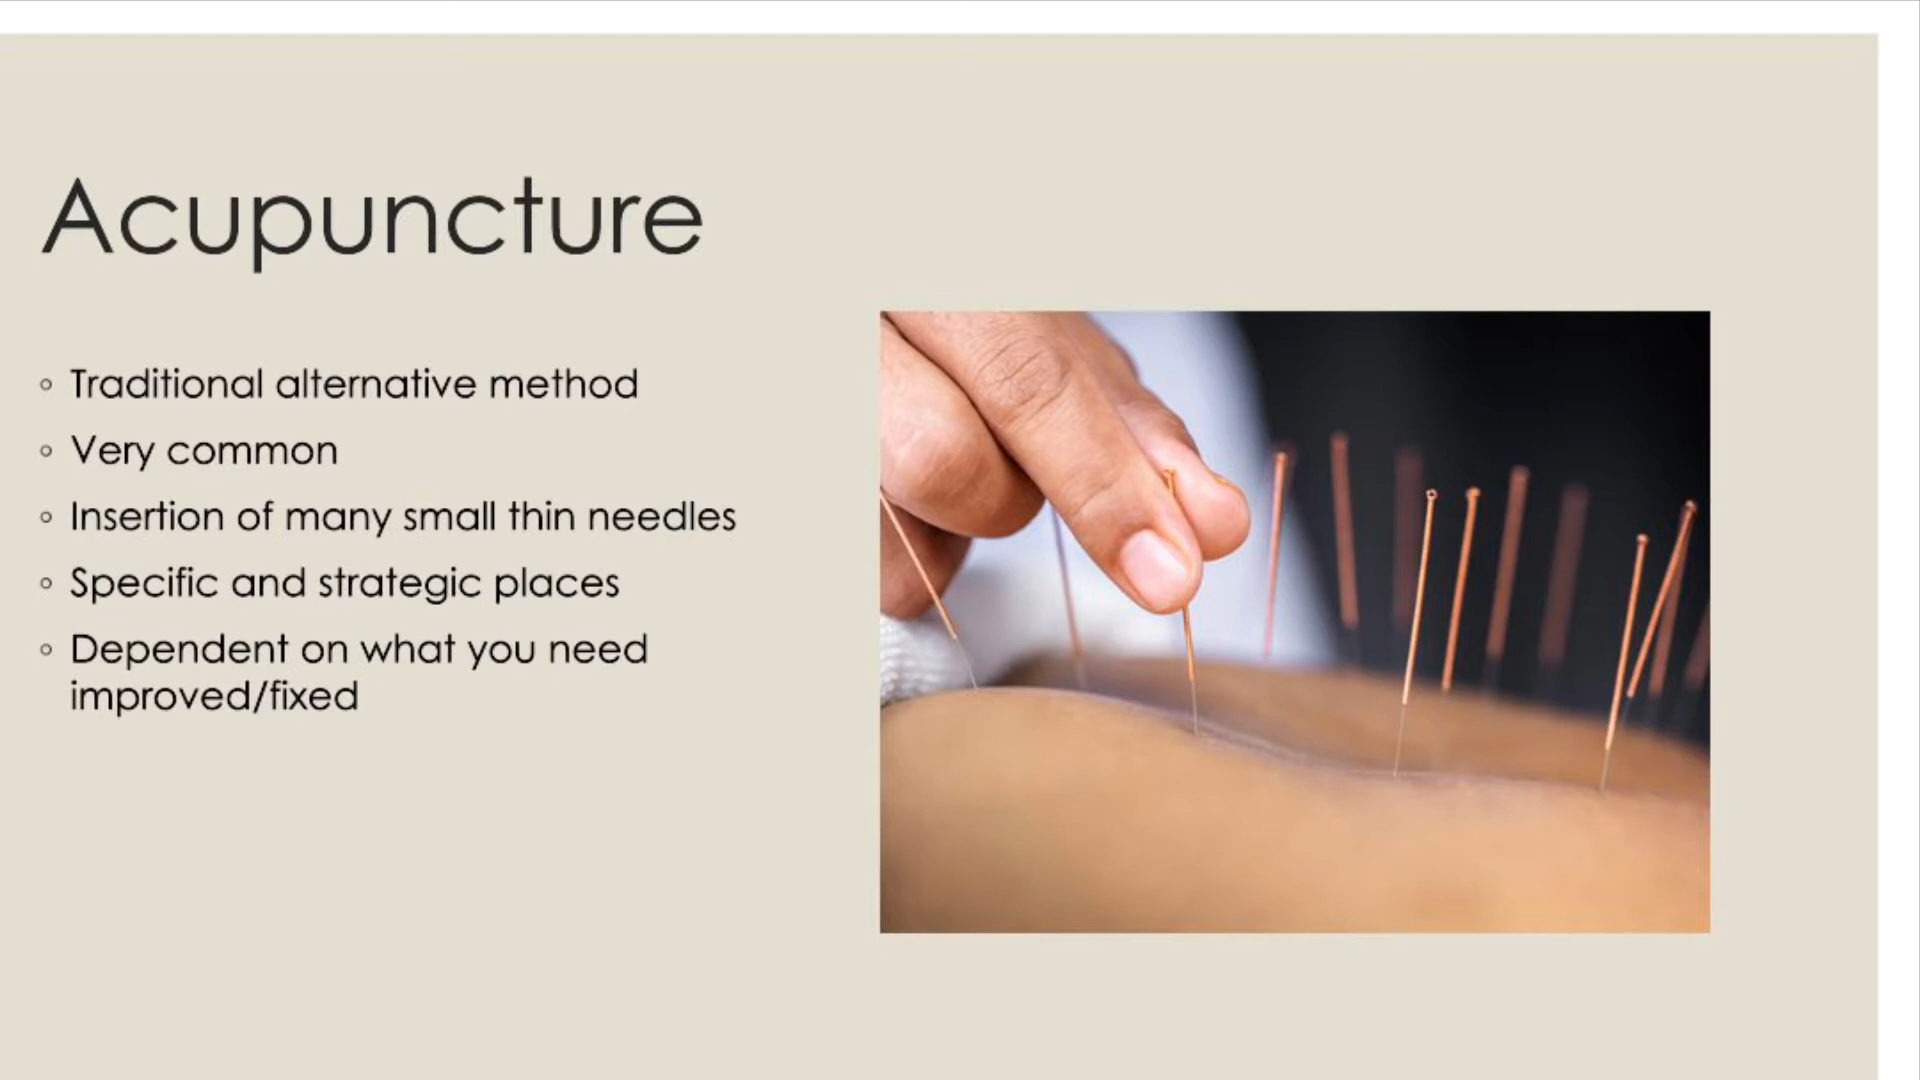 Acupuncture
◦ Traditional alternative method
◦ Very common
◦ Insertion of many small thin needles
◦ Specific and strategic places
◦ Dependent on what you need
improved/fixed